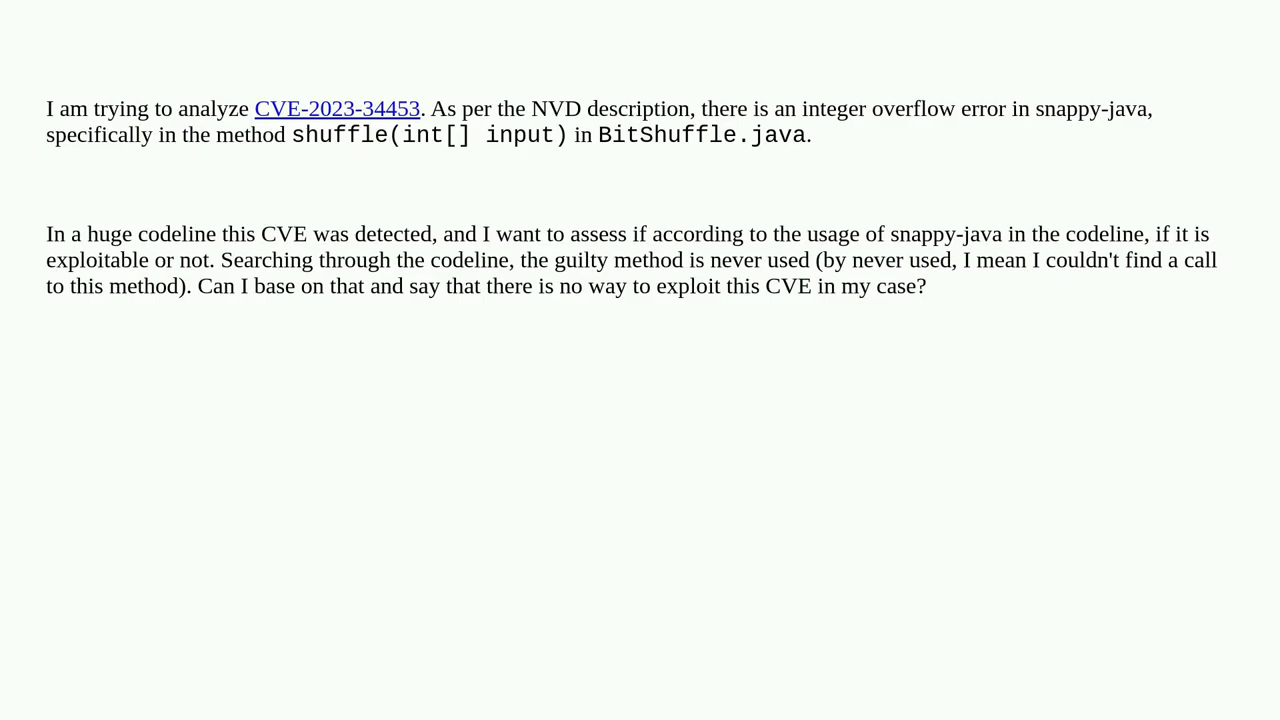 I am trying to analyze CVE-2023-34453. As per the NVD description, there is an integer overflow error in snappy-java,
specifically in the method shuffle(int[] input) in BitShuffle.java.
In a huge codeline this CVE was detected, and I want to assess if according to the usage of snappy-java in the codeline, if it is
exploitable or not. Searching through the codeline, the guilty method is never used (by never used, I mean I couldn't find a call
to this method). Can I base on that and say that there is no way to exploit this CVE in my case?